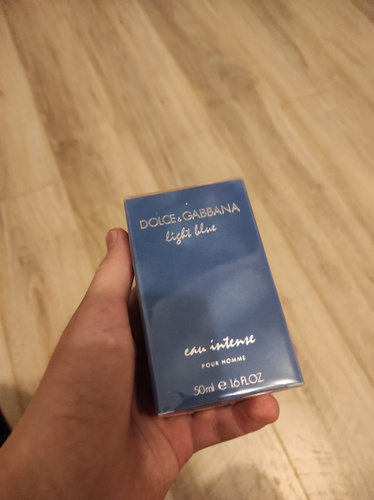 DOLCE & GABBANA
light blue
eau intense
POUR HOMME
50ml ℮ 1.6 FL.OZ